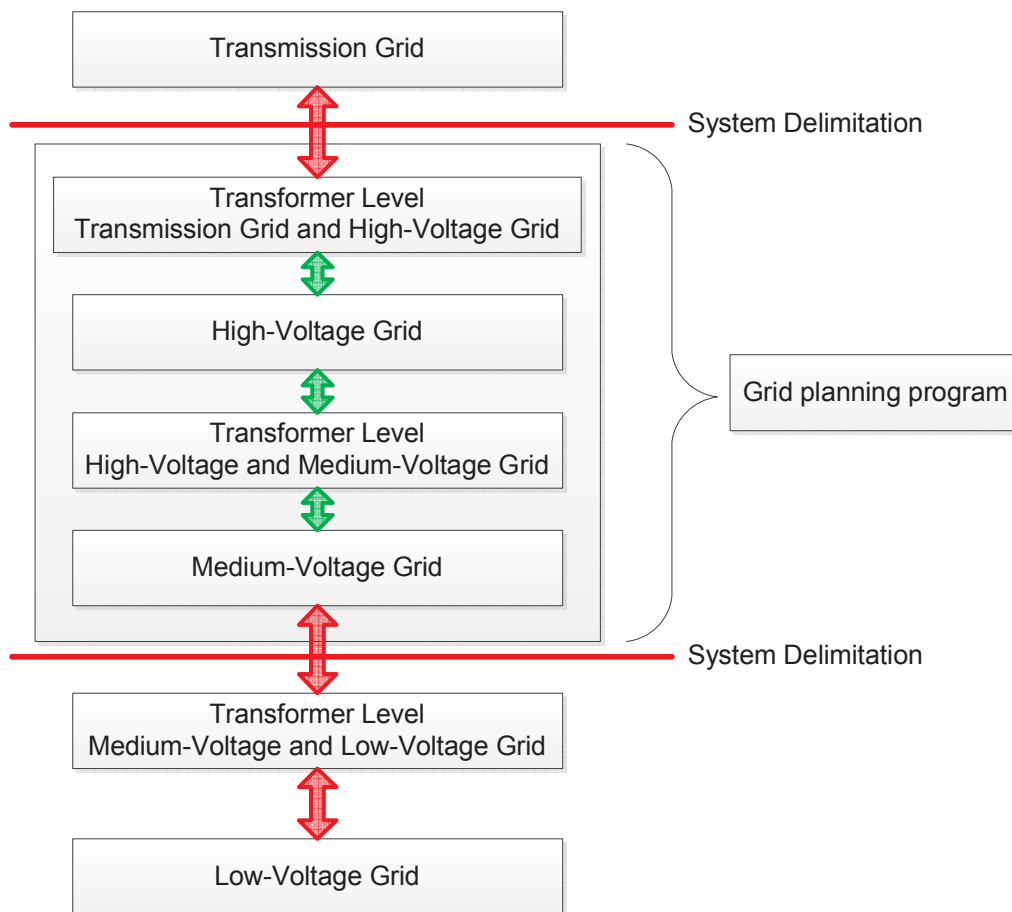 Transmission Grid
System Delimitation
Transformer Level
Transmission Grid and High-Voltage Grid
High-Voltage Grid
Grid planning program
Transformer Level
High-Voltage and Medium-Voltage Grid
Medium-Voltage Grid
System Delimitation
Transformer Level
Medium-Voltage and Low-Voltage Grid
Low-Voltage Grid